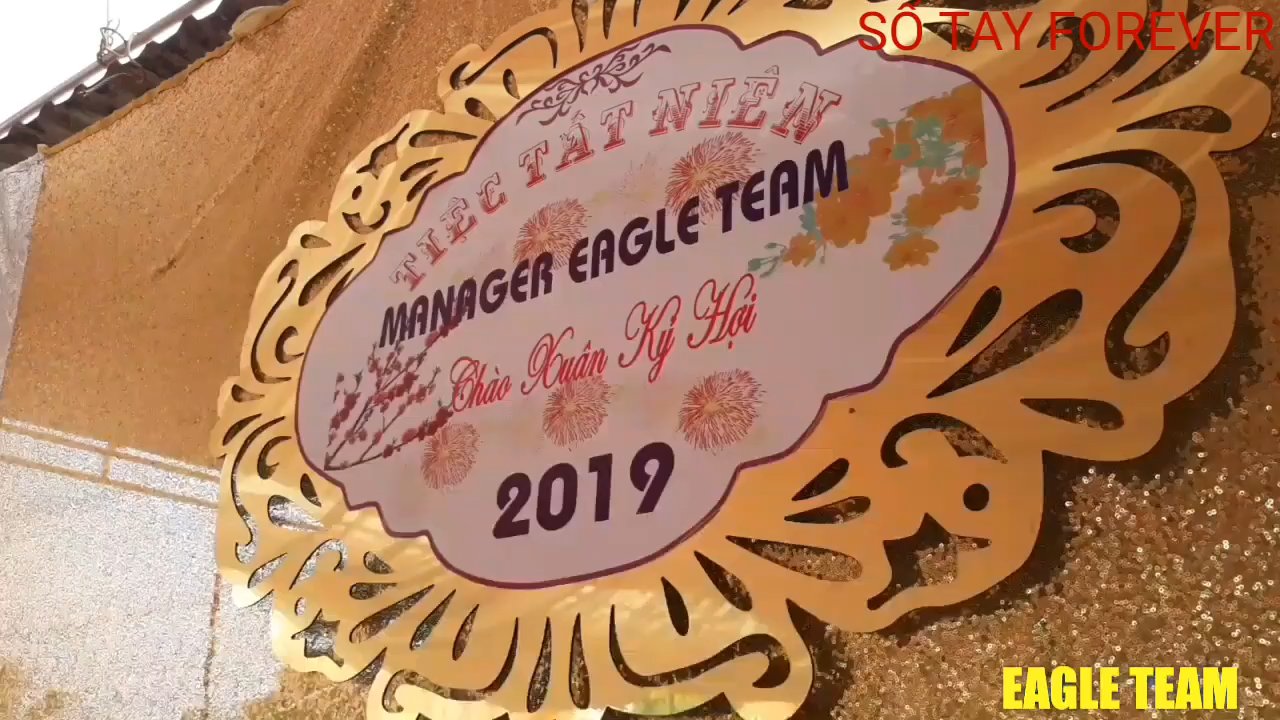 SỔ TAY FOREVER
TIỆC TẤT NIÊN
MANAGER EAGLE TEAM
Chào Xuân Kỷ Hợi
2019
EAGLE TEAM